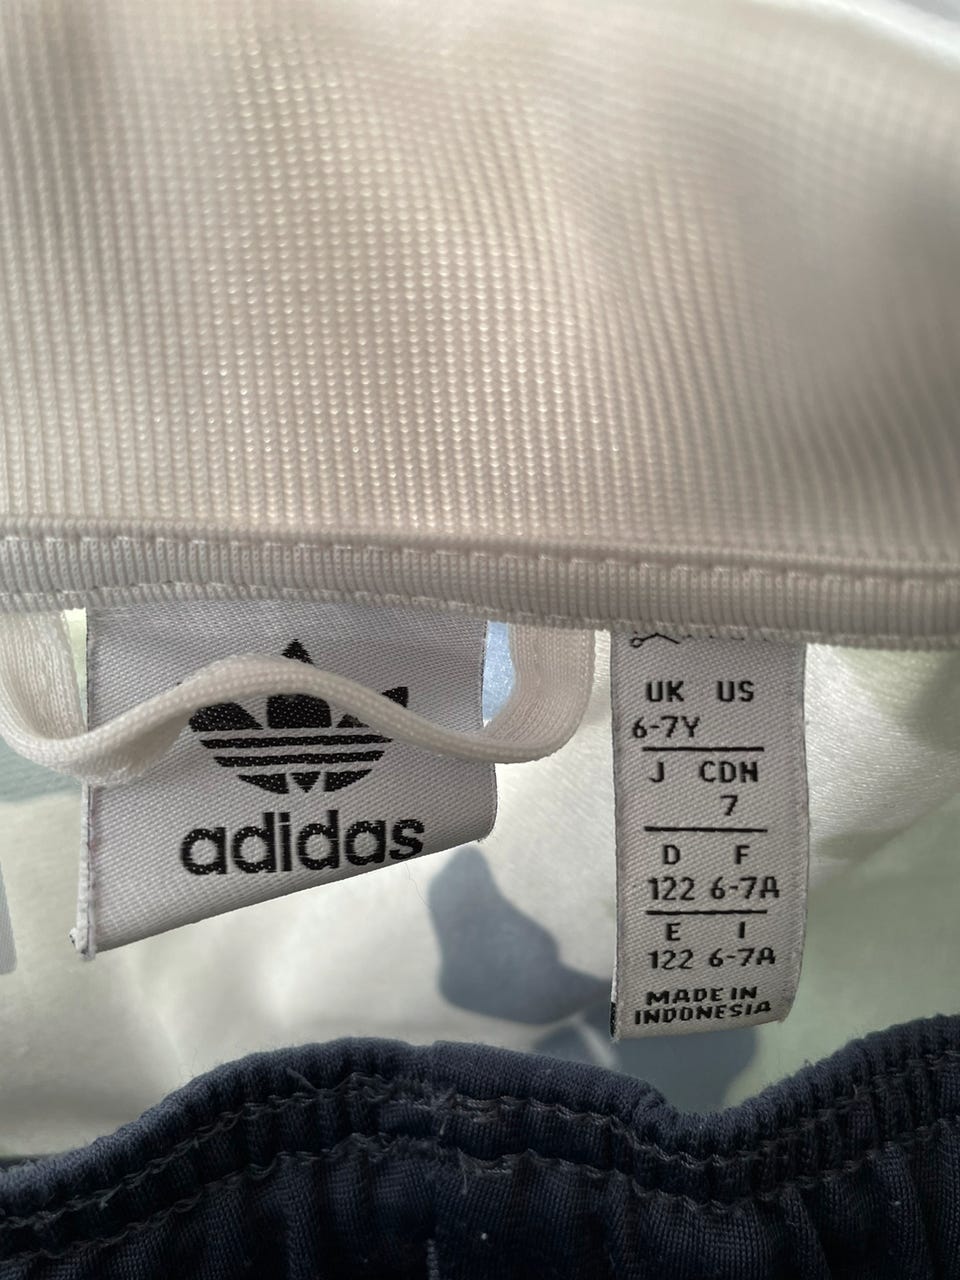 adidas
UK US
6-7Y
J CDN
7
D F
122 6-7A
E I
122 6-7A
MADE IN
INDONESIA